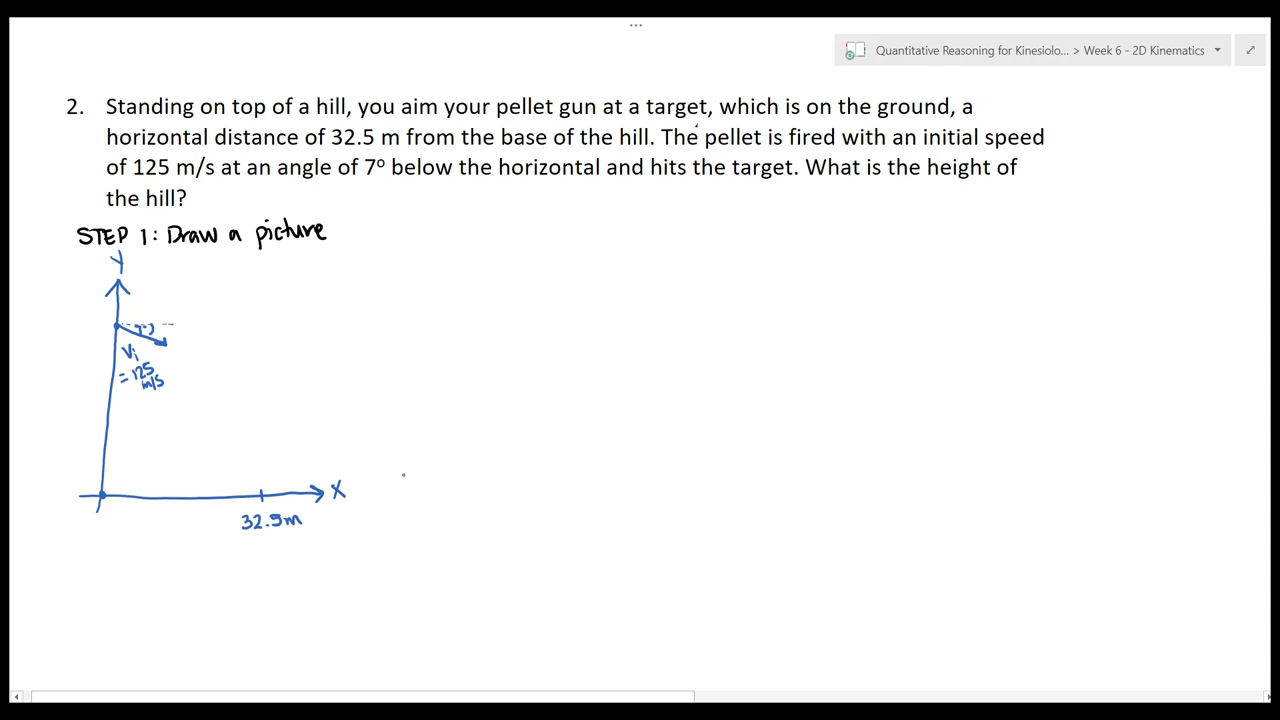 Quantitative Reasoning for Kinesiolo... > Week 6 - 2D Kinematics
2. Standing on top of a hill, you aim your pellet gun at a target, which is on the ground, a
horizontal distance of 32.5 m from the base of the hill. The pellet is fired with an initial speed
of 125 m/s at an angle of 7º below the horizontal and hits the target. What is the height of
the hill?
STEP 1: Draw a picture
Y
Vi
= 125
m/s
X
32.5m